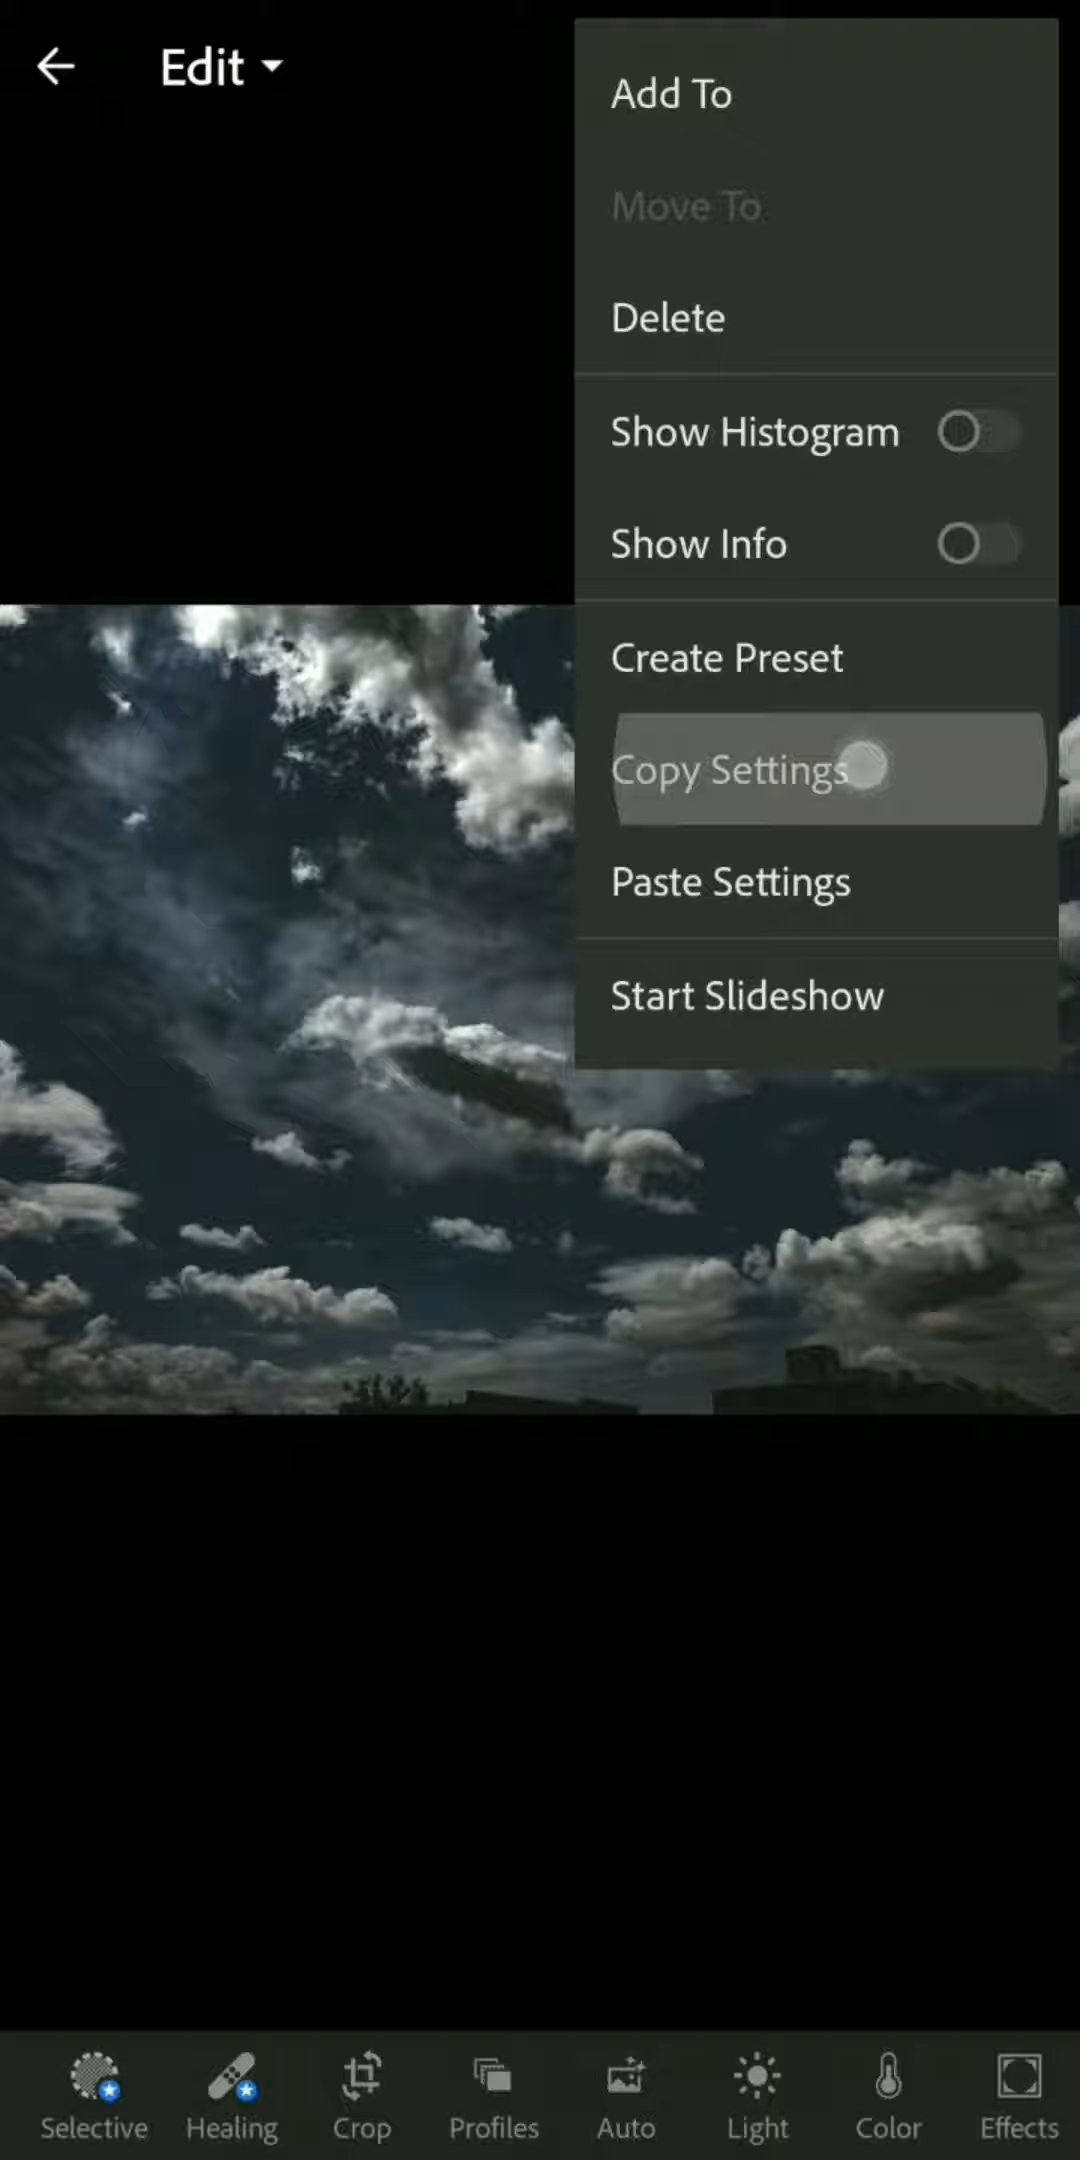 Edit
Add To
Move To
Delete
Show Histogram
Show Info
Create Preset
Copy Settings
Paste Settings
Start Slideshow
Selective
Healing
Crop
Profiles
Auto
Light
Color
Effects